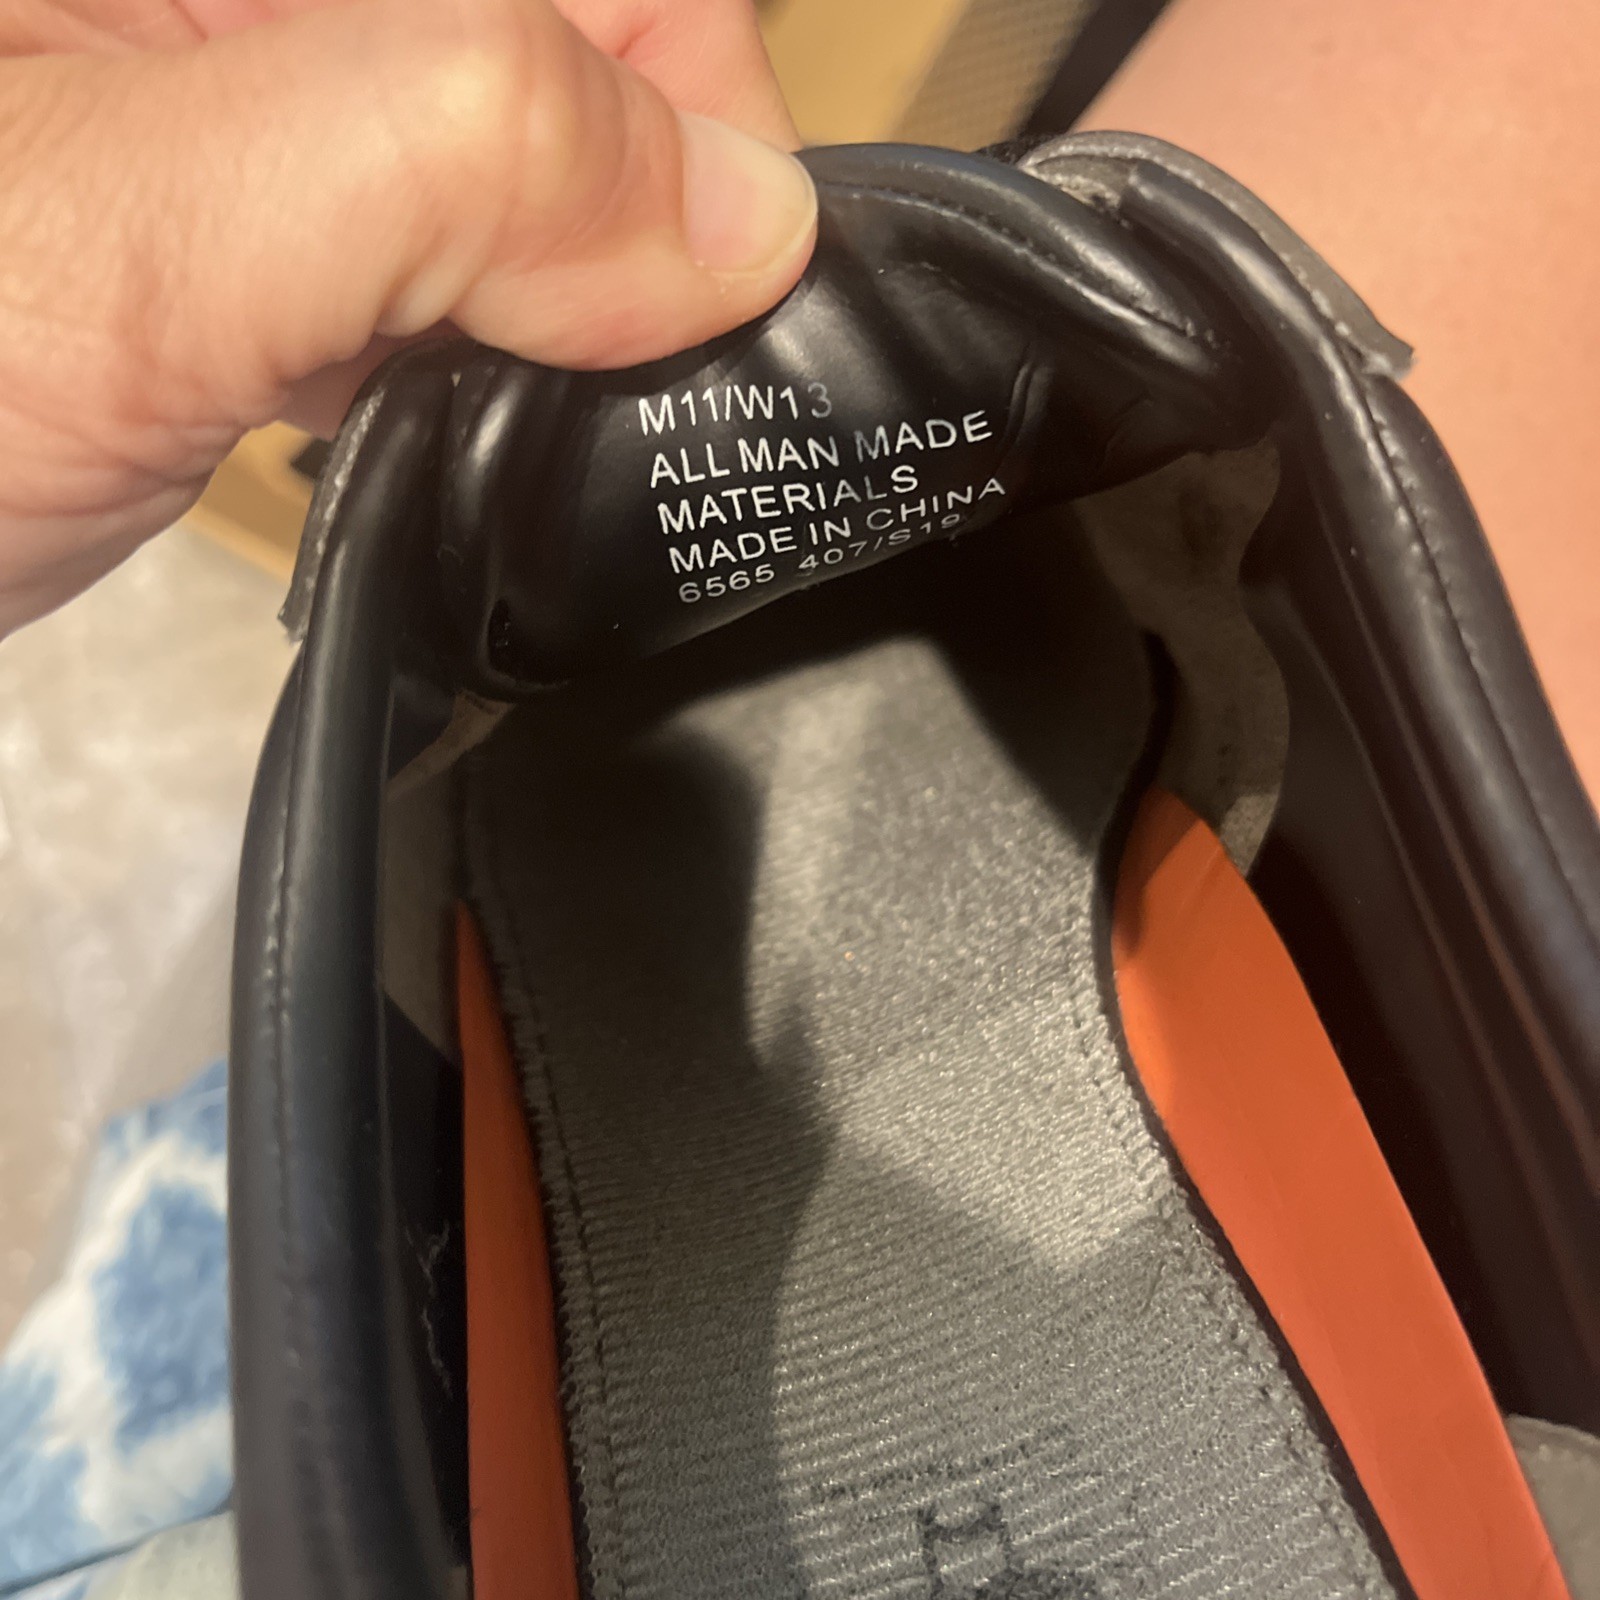 M11/W13
ALL MAN MADE
MATERIALS
MADE IN CHINA
6565 407/S19